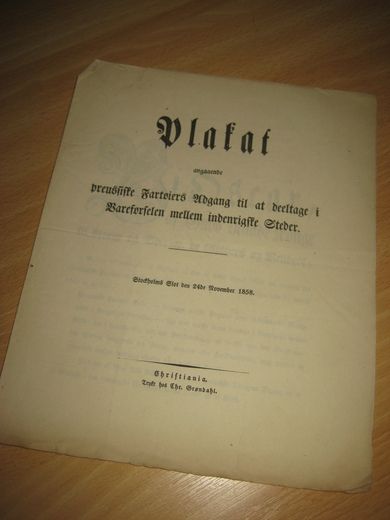 Plakat
angaaende
preussiske Fartøiers Adgang til at deeltage i
Vareførselen mellem indenrigske Steder.
Stockholms Slot den 24de November 1858.
Christiania.
Trykt hos Chr. Grøndahl.